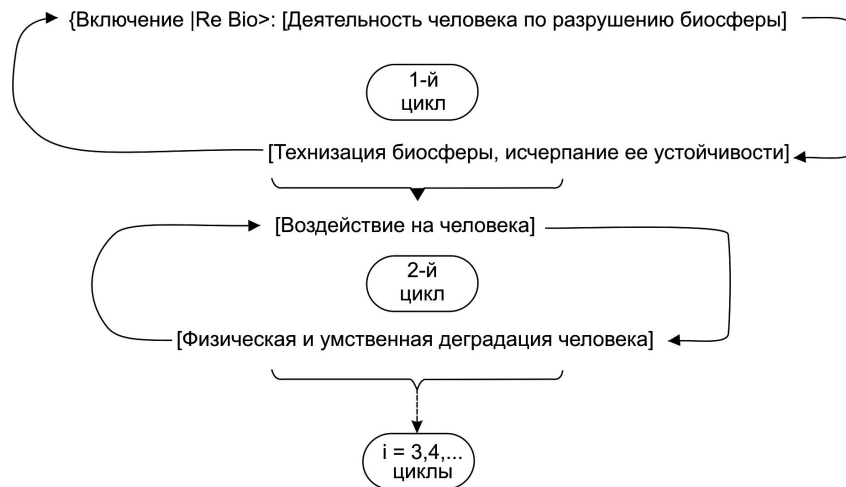 {Включение |Re Bio>: [Деятельность человека по разрушению биосферы]
1-й
цикл
[Технизация биосферы, исчерпание ее устойчивости]
[Воздействие на человека]
2-й
цикл
[Физическая и умственная деградация человека]
i = 3,4,...
циклы